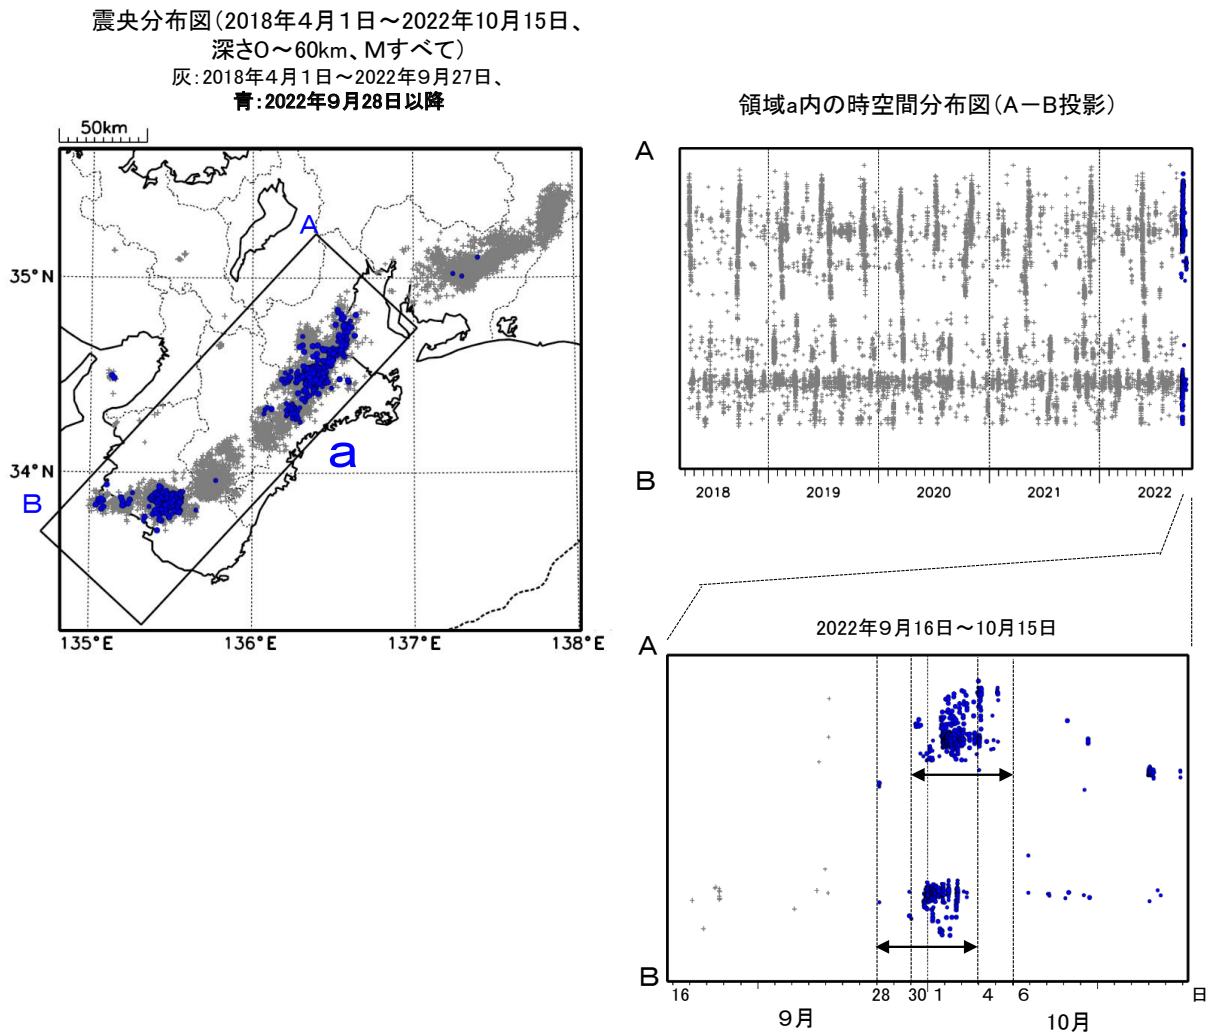 震央分布図(2018年4月1日~2022年10月15日、
深さ0~60km、Mすべて)
灰:2018年4月1日~2022年9月27日、
青:2022年9月28日以降
50km
A
35°N
34°N
a
B
135°E
136°E
137°E
138°E
領域a内の時空間分布図(A-B投影)
A
B
2018
2019
2020
2021
2022
2022年9月16日~10月15日
A
B
16
28
30
1
4
6
日
9月
10月